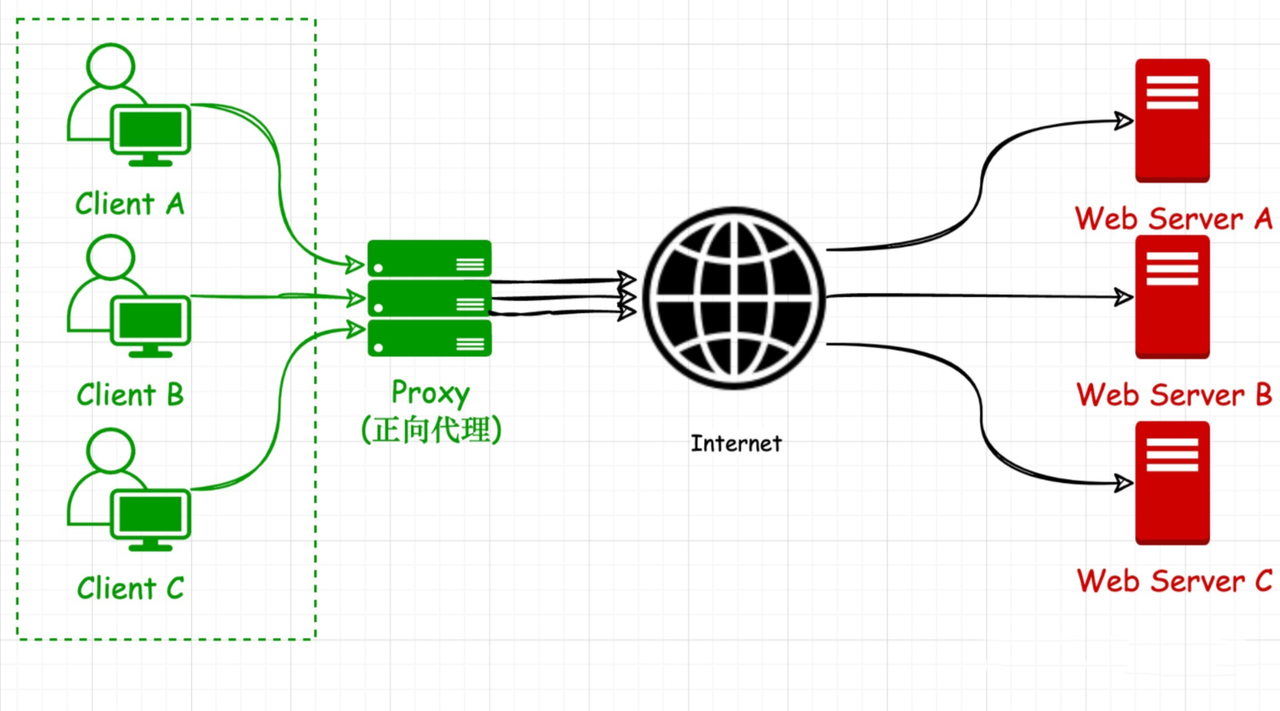 Client A
Client B
Client C
Proxy
(正向代理)
Internet
Web Server A
Web Server B
Web Server C